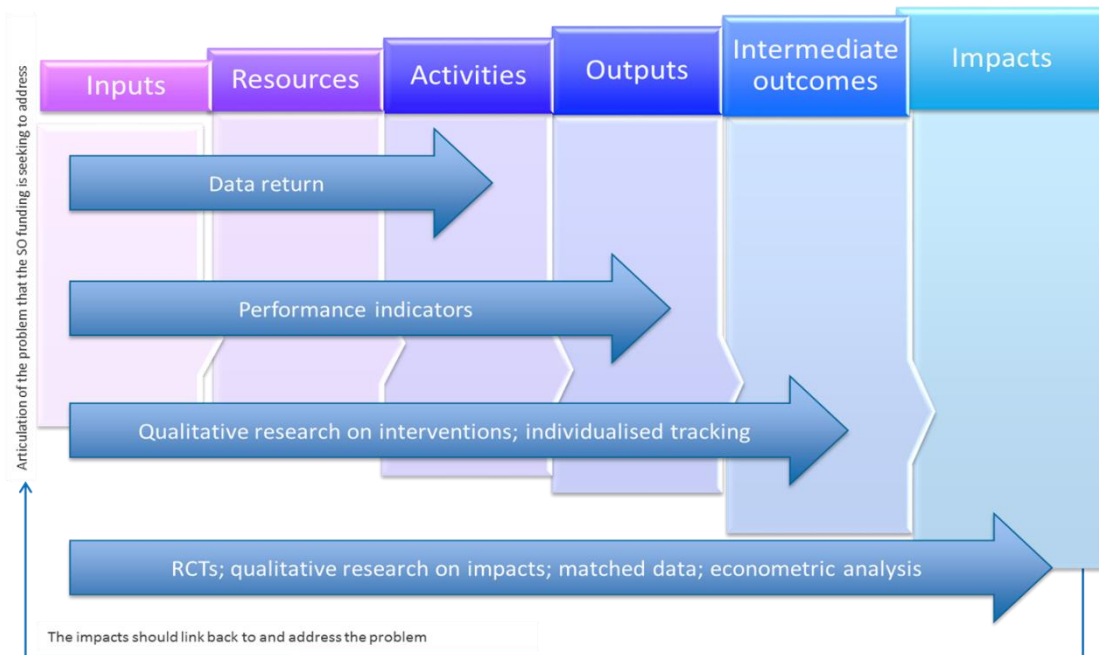 Inputs
Resources
Activities
Outputs
Intermediate
outcomes
Impacts
Articulation of the problem that the SO funding is seeking to address
Data return
Performance indicators
Qualitative research on interventions; individualised tracking
RCTs; qualitative research on impacts; matched data; econometric analysis
The impacts should link back to and address the problem